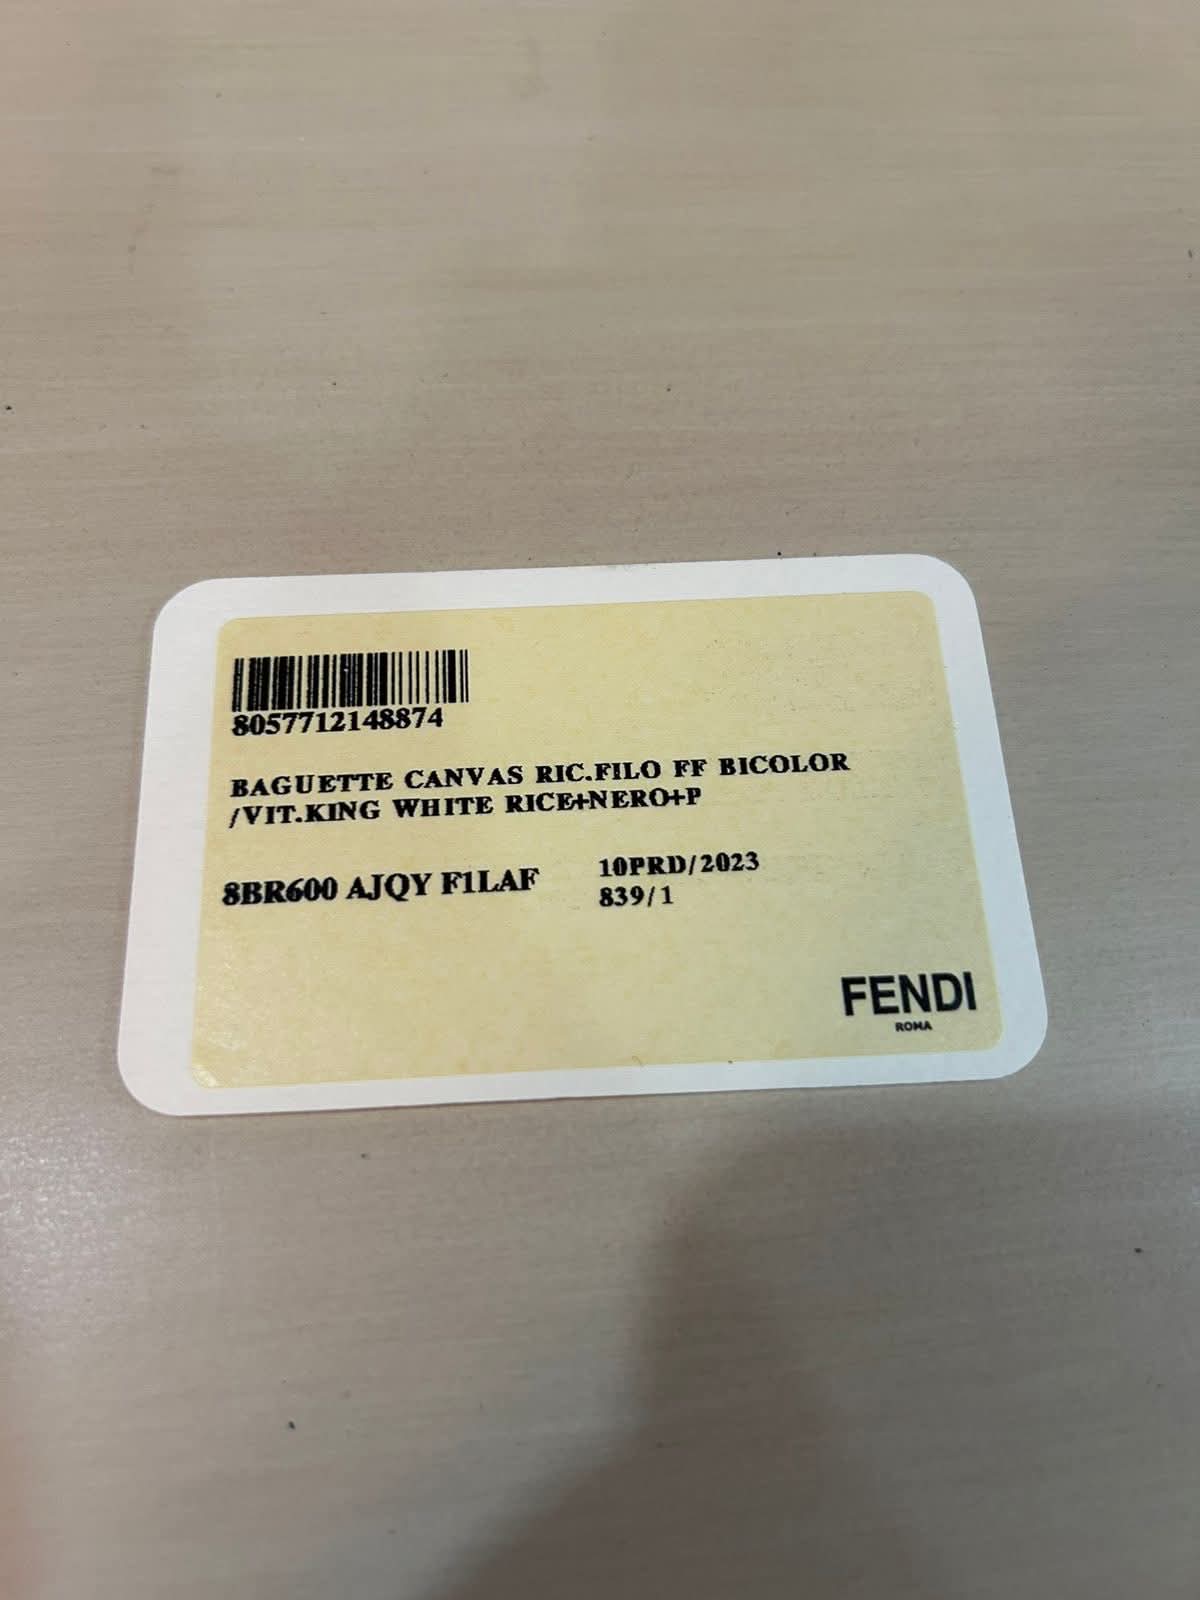 8057712148874
BAGUETTE CANVAS RIC.FILO FF BICOLOR
/VIT.KING WHITE RICE+NERO+P
8BR600 AJQY F1LAF
10PRD/2023
839/1
FENDI
ROMA